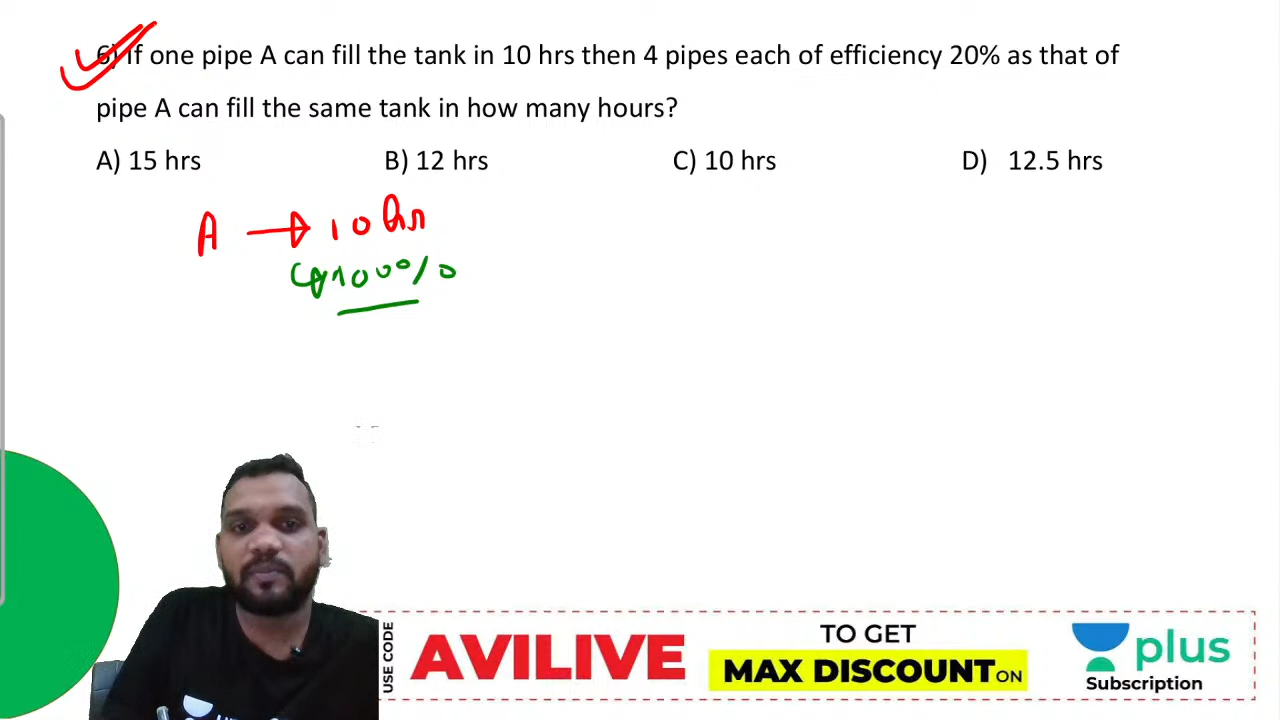 6) If one pipe A can fill the tank in 10 hrs then 4 pipes each of efficiency 20% as that of
pipe A can fill the same tank in how many hours?
A) 15 hrs B) 12 hrs C) 10 hrs D) 12.5 hrs
A → 10 hr
↳ 100%
USE CODE
AVILIVE
TO GET
MAX DISCOUNT ON
plus
Subscription